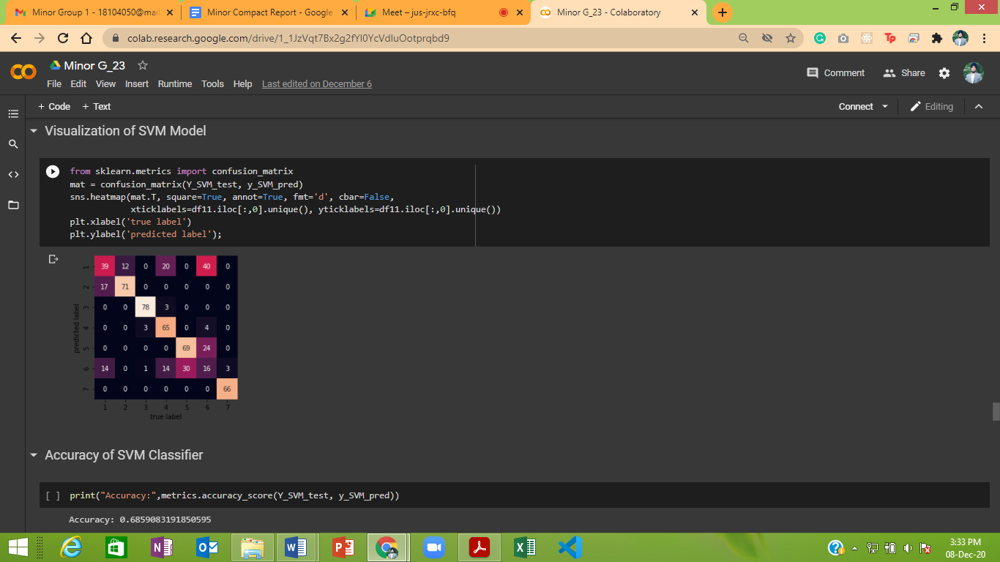 Minor Group 1 - 18104050@mai
Minor Compact Report - Google
Meet – jus-jrxc-bfq
Minor G_23 - Colaboratory
colab.research.google.com/drive/
Minor G_23
File Edit View Insert Runtime Tools Help Last edited on December 6
Comment Share
+ Code + Text
Connect Editing
Visualization of SVM Model
from sklearn.metrics import confusion_matrix
mat = confusion_matrix(Y_SVM_test, y_SVM_pred)
sns.heatmap(mat.T, square=True, annot=True, fmt='d', cbar=False,
xticklabels=df11.iloc[:,0].unique(), yticklabels=df11.iloc[:,0].unique())
plt.xlabel('true label')
plt.ylabel('predicted label');
predicted label
1 39 12 0 20 0 40 0
2 17 71 0 0 0 0 0
3 0 0 78 3 0 0 0
4 0 0 3 65 0 4 0
5 0 0 0 0 69 24 0
6 14 0 1 14 30 16 3
7 0 0 0 0 0 0 66
1 2 3 4 5 6 7
true label
Accuracy of SVM Classifier
[ ] print("Accuracy:",metrics.accuracy_score(Y_SVM_test, y_SVM_pred))
Accuracy: 0.6859083191850595
3:33 PM
08-Dec-20